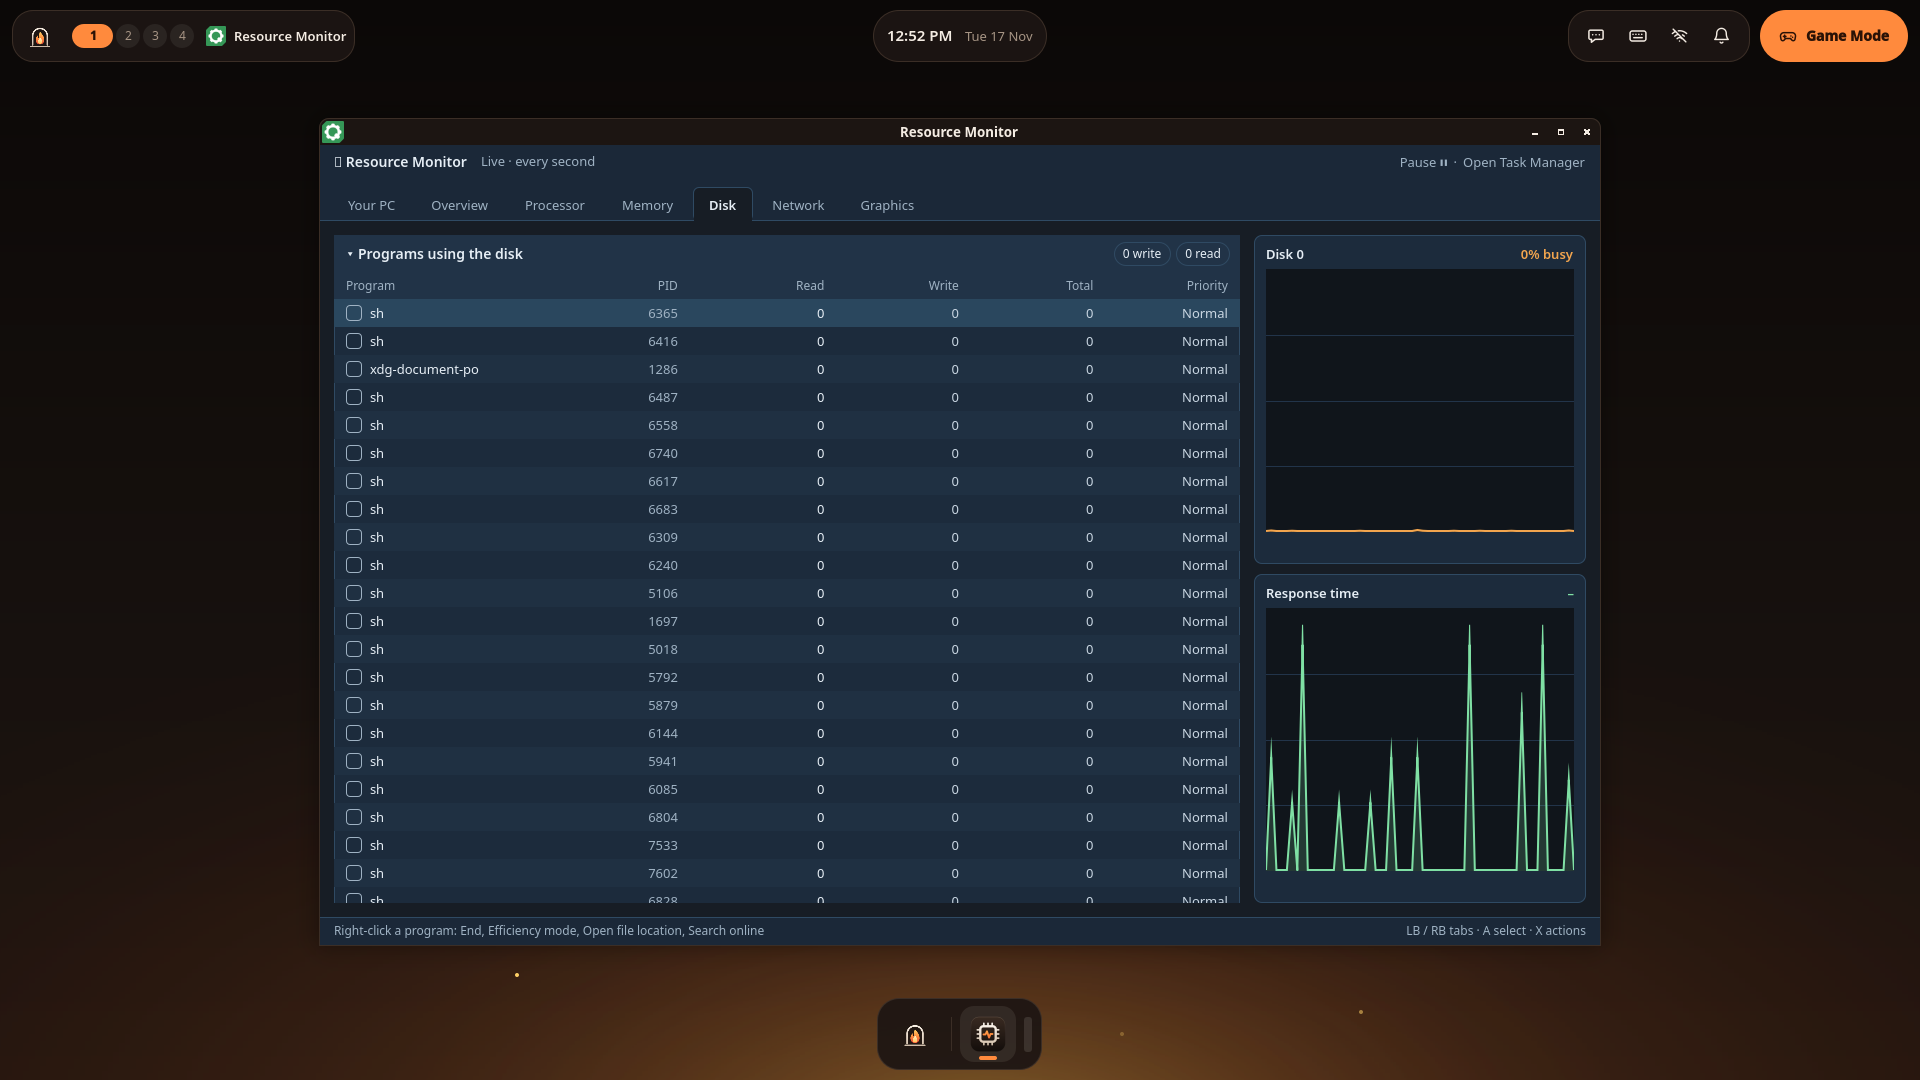 1 2 3 4 Resource Monitor
12:52 PM Tue 17 Nov
Game Mode
Resource Monitor
Resource Monitor Live · every second
Pause · Open Task Manager
Your PC Overview Processor Memory Disk Network Graphics
Programs using the disk 0 write 0 read
Program PID Read Write Total Priority
sh 6365 0 0 0 Normal
sh 6416 0 0 0 Normal
xdg-document-po 1286 0 0 0 Normal
sh 6487 0 0 0 Normal
sh 6558 0 0 0 Normal
sh 6740 0 0 0 Normal
sh 6617 0 0 0 Normal
sh 6683 0 0 0 Normal
sh 6309 0 0 0 Normal
sh 6240 0 0 0 Normal
sh 5106 0 0 0 Normal
sh 1697 0 0 0 Normal
sh 5018 0 0 0 Normal
sh 5792 0 0 0 Normal
sh 5879 0 0 0 Normal
sh 6144 0 0 0 Normal
sh 5941 0 0 0 Normal
sh 6085 0 0 0 Normal
sh 6804 0 0 0 Normal
sh 7533 0 0 0 Normal
sh 7602 0 0 0 Normal
sh 6828 0 0 0 Normal
Disk 0 0% busy
Response time –
Right-click a program: End, Efficiency mode, Open file location, Search online
LB / RB tabs · A select · X actions